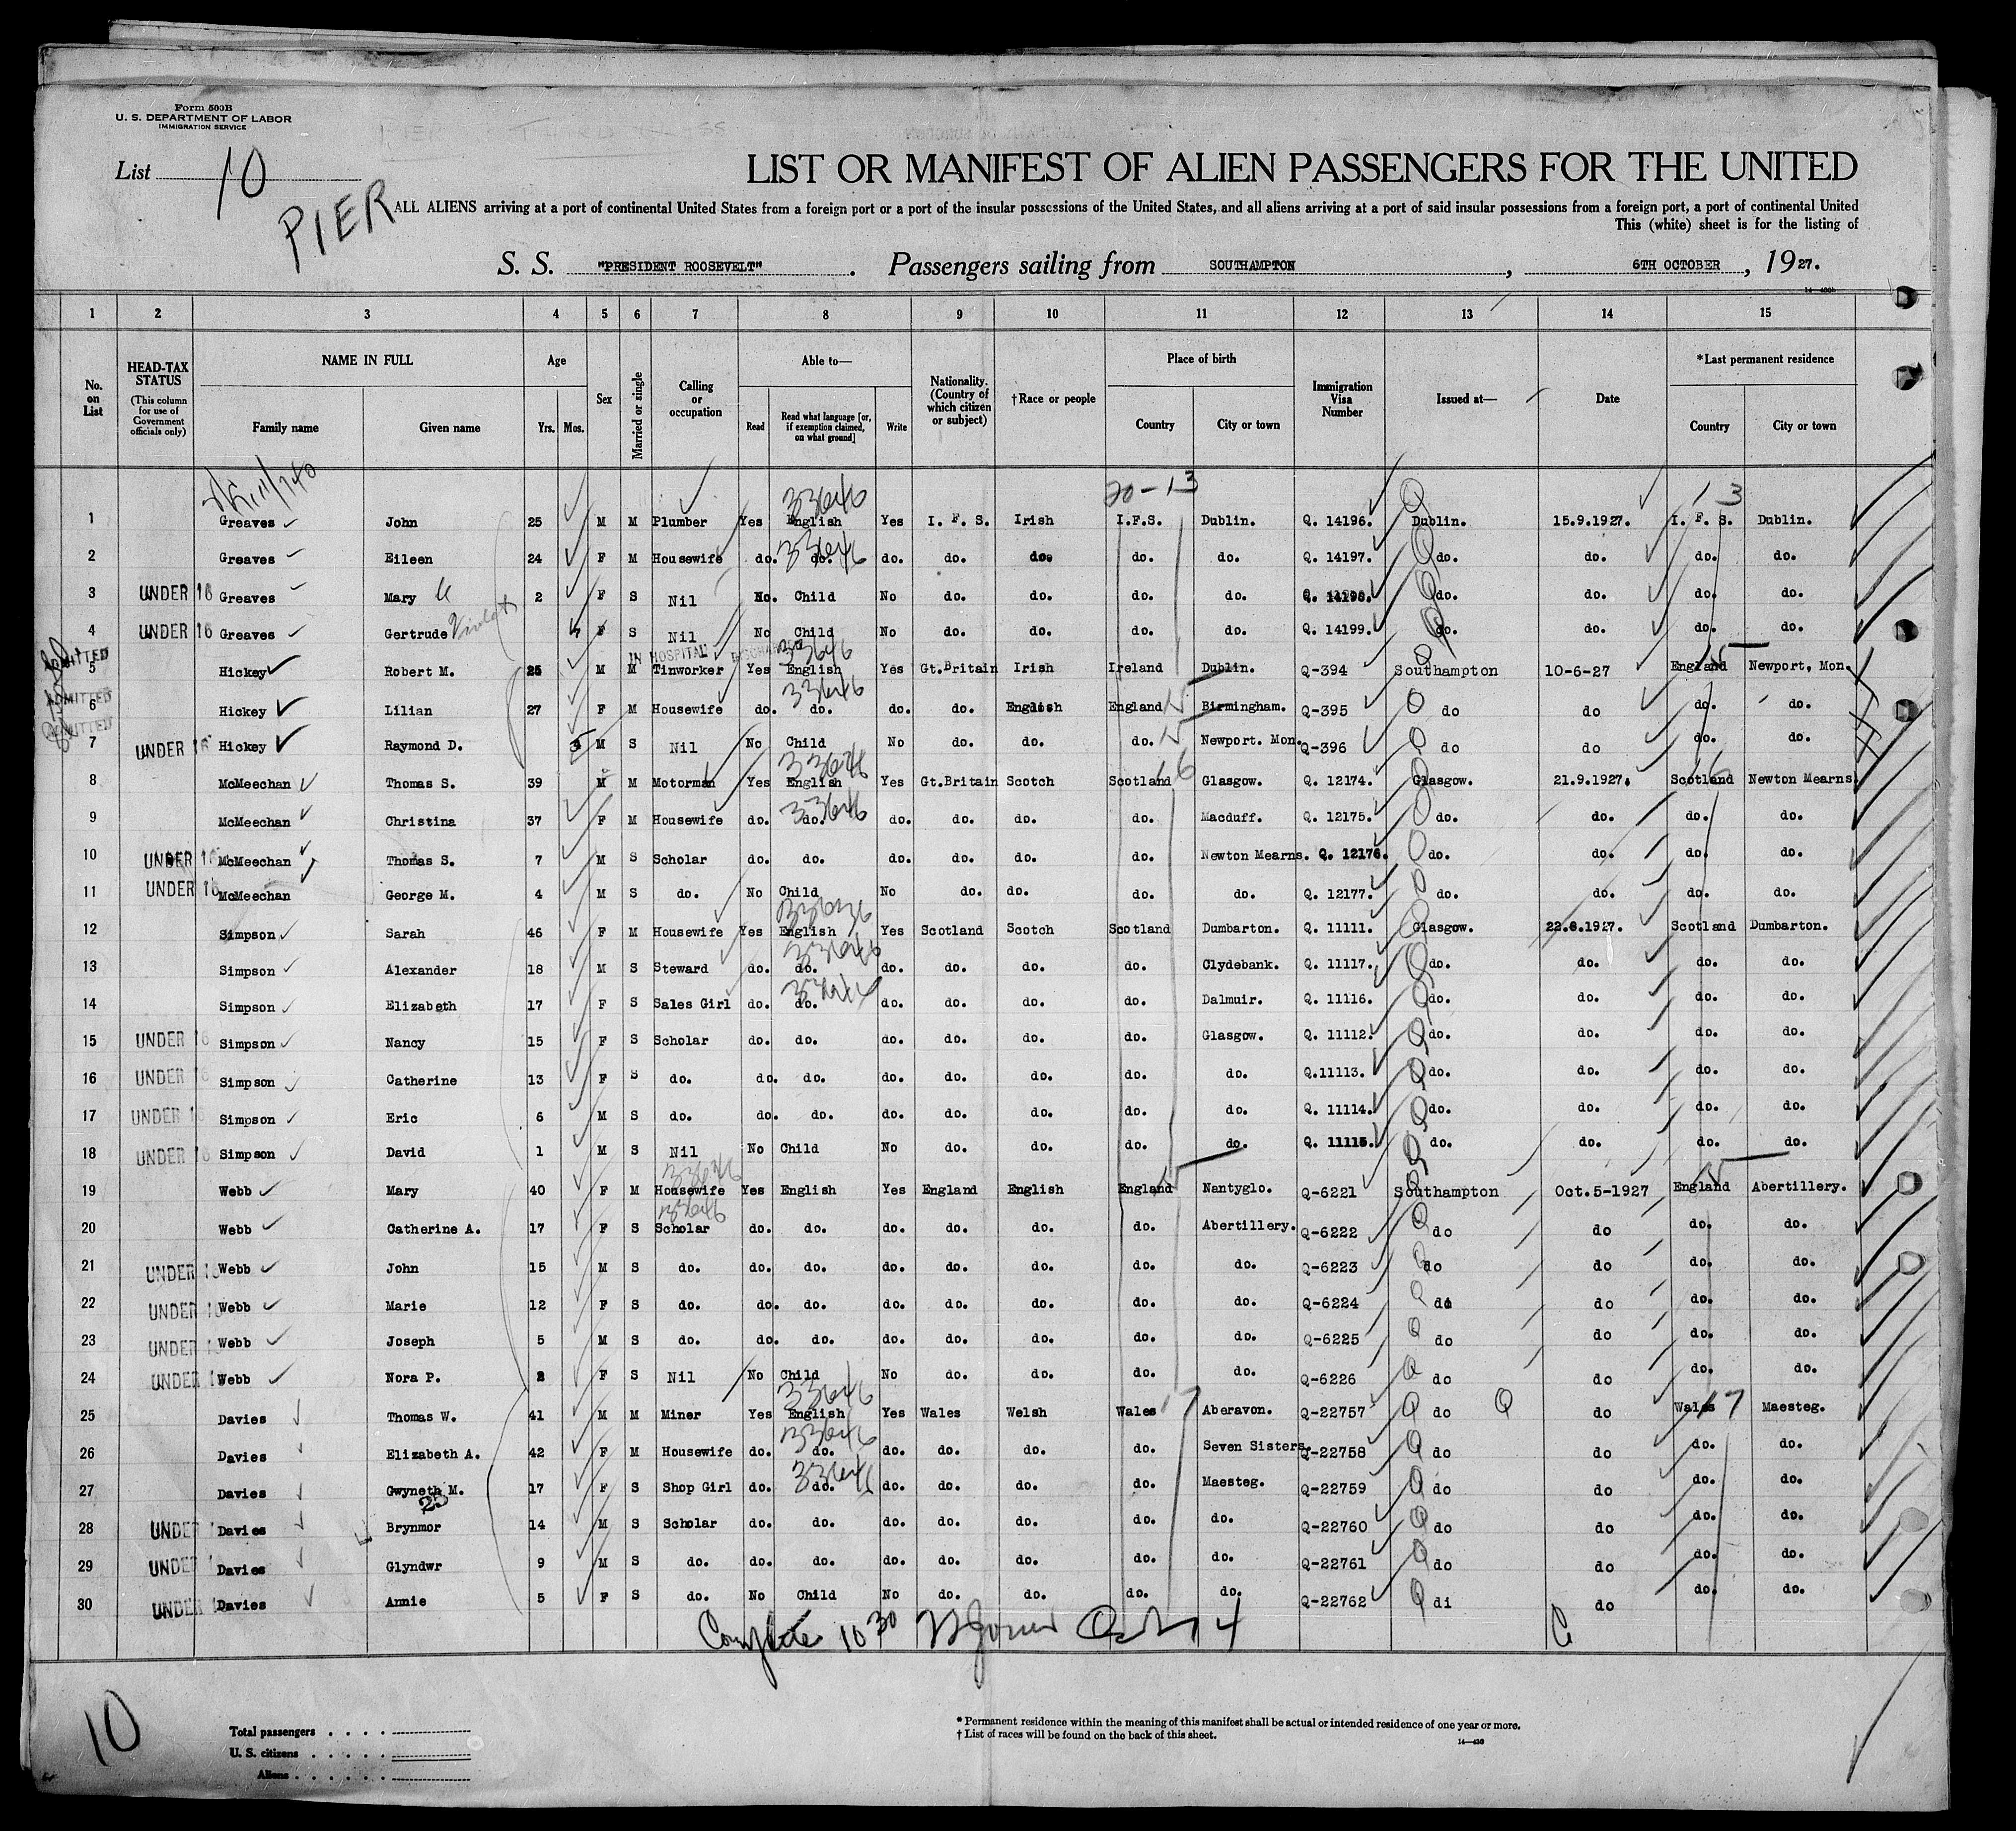 Form 500B
U. S. DEPARTMENT OF LABOR
IMMIGRATION SERVICE
List 10
PIER
LIST OR MANIFEST OF ALIEN PASSENGERS FOR THE UNITED
ALL ALIENS arriving at a port of continental United States from a foreign port or a port of the insular possessions of the United States, and all aliens arriving at a port of said insular possessions from a foreign port, a port of continental United
This (white) sheet is for the listing of
S. S. "PRESIDENT ROOSEVELT". Passengers sailing from SOUTHAMPTON, 6TH OCTOBER, 1927.
1 2 3 4 5 6 7 8 9 10 11 12 13 14 15
No. on List
HEAD-TAX STATUS
(This column for use of Government officials only)
NAME IN FULL
Family name Given name
Age
Yrs. Mos.
Sex
Married or single
Calling or occupation
Able to—
Read
Read what language [or, if exemption claimed, on what ground]
Write
Nationality. (Country of which citizen or subject)
†Race or people
Place of birth
Country City or town
Immigration Visa Number
Issued at—
Date
*Last permanent residence
Country City or town
20-13 13
1 Greaves John 25 M M Plumber Yes English Yes I. F. S. Irish I.F.S. Dublin. Q. 14196. Dublin. 15.9.1927. I. F. S. Dublin.
2 Greaves Eileen 24 F M Housewife do. do. do. do. do. do. do. Q. 14197. do. do. do. do.
3 UNDER 16 Greaves Mary 2 F S Nil No. Child No do. do. do. do. Q. 14198. do. do. do. do.
4 UNDER 16 Greaves Gertrude Violet F S Nil No Child No do. do. do. do. Q. 14199. do. do. do. do.
IN HOSPITAL DISCHARGED
5 ADMITTED Hickey Robert M. 25 M M Tinworker Yes English Yes Gt.Britain Irish Ireland Dublin. Q-394 Southampton 10-6-27 England Newport, Mon.
6 ADMITTED Hickey Lilian 27 F M Housewife do. do. do. do. English England Birmingham. Q-395 do do do. do.
7 ADMITTED UNDER 16 Hickey Raymond D. M S Nil No Child No do. do. do. Newport. Mon. Q-396 do do do. do.
8 McMeechan Thomas S. 39 M M Motorman Yes English Yes Gt.Britain Scotch Scotland Glasgow. Q. 12174. Glasgow. 21.9.1927. Scotland Newton Mearns.
9 McMeechan Christina 37 F M Housewife do. do. do. do. do. do. Macduff. Q. 12175. do. do. do. do.
10 UNDER 16 McMeechan Thomas S. 7 M S Scholar do. do. do. do. do. do. Newton Mearns. Q. 12176. do. do. do. do.
11 UNDER 16 McMeechan George M. 4 M S do. No Child No do. do. do. do. Q. 12177. do. do. do. do.
12 Simpson Sarah 46 F M Housewife Yes English Yes Scotland Scotch Scotland Dumbarton. Q. 11111. Glasgow. 22.8.1927. Scotland Dumbarton.
13 Simpson Alexander 18 M S Steward do. do. do. do. do. do. Clydebank. Q. 11117. do. do. do. do.
14 Simpson Elizabeth 17 F S Sales Girl do. do. do. do. do. do. Dalmuir. Q. 11116. do. do. do. do.
15 UNDER 16 Simpson Nancy 15 F S Scholar do. do. do. do. do. do. Glasgow. Q. 11112. do. do. do. do.
16 UNDER 16 Simpson Catherine 13 F S do. do. do. do. do. do. do. do. Q.11113. do. do. do. do.
17 UNDER 16 Simpson Eric 6 M S do. do. do. do. do. do. do. do. Q. 11114. do. do. do. do.
18 UNDER 16 Simpson David 1 M S Nil No Child No do. do. do. do. Q. 11115. do. do. do. do.
19 Webb Mary 40 F M Housewife Yes English Yes England English England Nantyglo. Q-6221 Southampton Oct.5-1927 England Abertillery.
20 Webb Catherine A. 17 F S Scholar do. do. do. do. do. do. Abertillery. Q-6222 do do do. do.
21 UNDER 16 Webb John 15 M S do. do. do. do. do. do. do. do. Q-6223 do do do. do.
22 UNDER 16 Webb Marie 12 F S do. do. do. do. do. do. do. do. Q-6224 do do do. do.
23 UNDER 16 Webb Joseph 5 M S do. do. do. do. do. do. do. do. Q-6225 do do do. do.
24 UNDER 1 Webb Nora P. 2 F S Nil No Child No do. do. do. do. Q-6226 do do do. do.
25 Davies Thomas W. 41 M M Miner Yes English Yes Wales Welsh Wales Aberavon. Q-22757 do do Wales Maesteg.
26 Davies Elizabeth A. 42 F M Housewife do. do. do. do. do. do. Seven Sisters. Q-22758 do do do. do.
27 Davies Gwyneth M. 17 F S Shop Girl do. do. do. do. do. do. Maesteg. Q-22759 do do do. do.
28 UNDER 1 Davies Brynmor 14 M S Scholar do. do. do. do. do. do. do. Q-22760 do do do. do.
29 UNDER 1 Davies Glyndwr 9 M S do. do. do. do. do. do. do. do. Q-22761 do do do. do.
30 UNDER 1 Davies Annie 5 F S do. No Child No do. do. do. do. Q-22762 di do do. do.
Complete 10 30
10
Total passengers
U. S. citizens
Aliens
* Permanent residence within the meaning of this manifest shall be actual or intended residence of one year or more.
† List of races will be found on the back of this sheet.
14—430